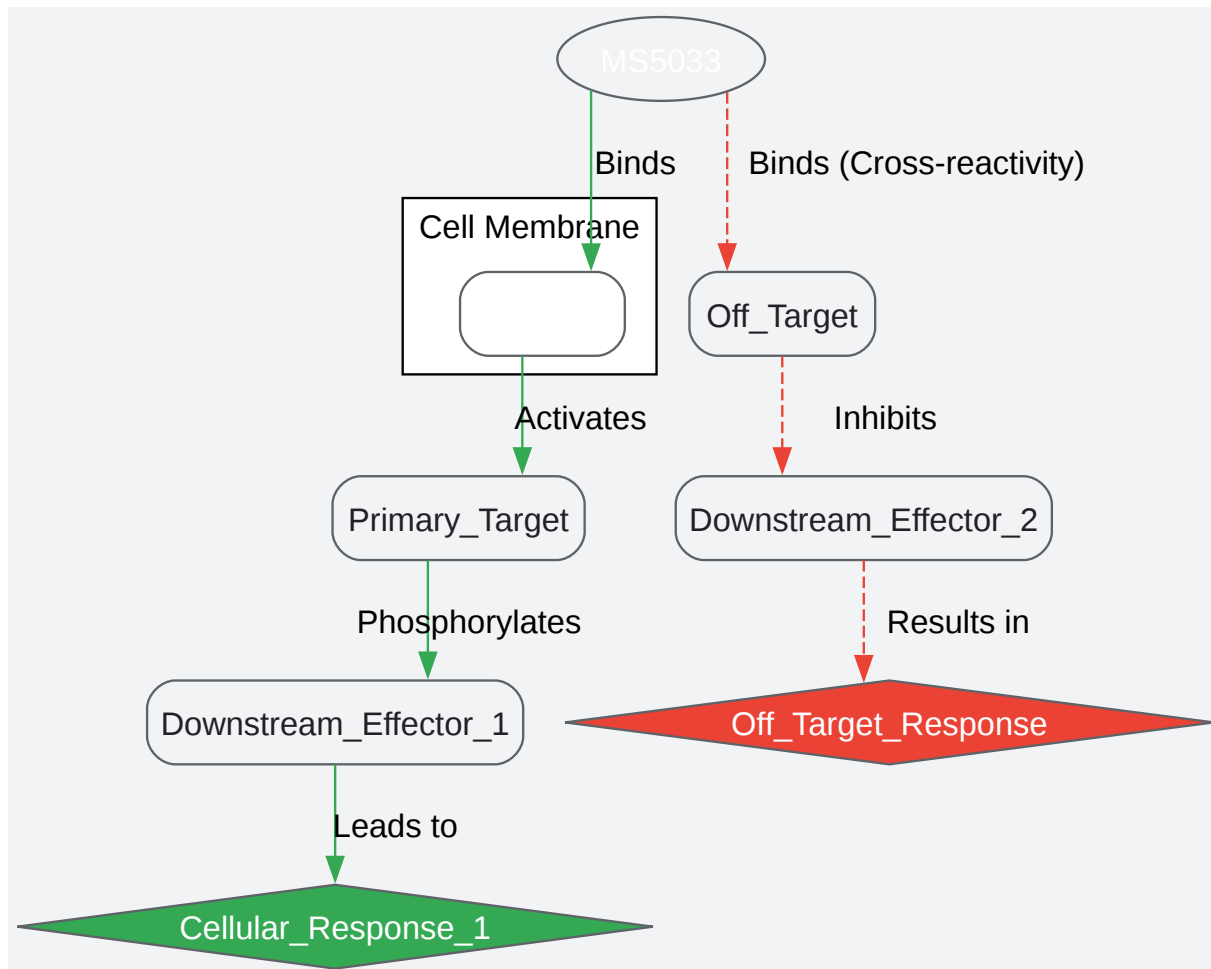 MS5033
Binds
Binds (Cross-reactivity)
Cell Membrane
Off_Target
Activates
Inhibits
Primary_Target
Downstream_Effector_2
Phosphorylates
Results in
Downstream_Effector_1
Off_Target_Response
Leads to
Cellular_Response_1